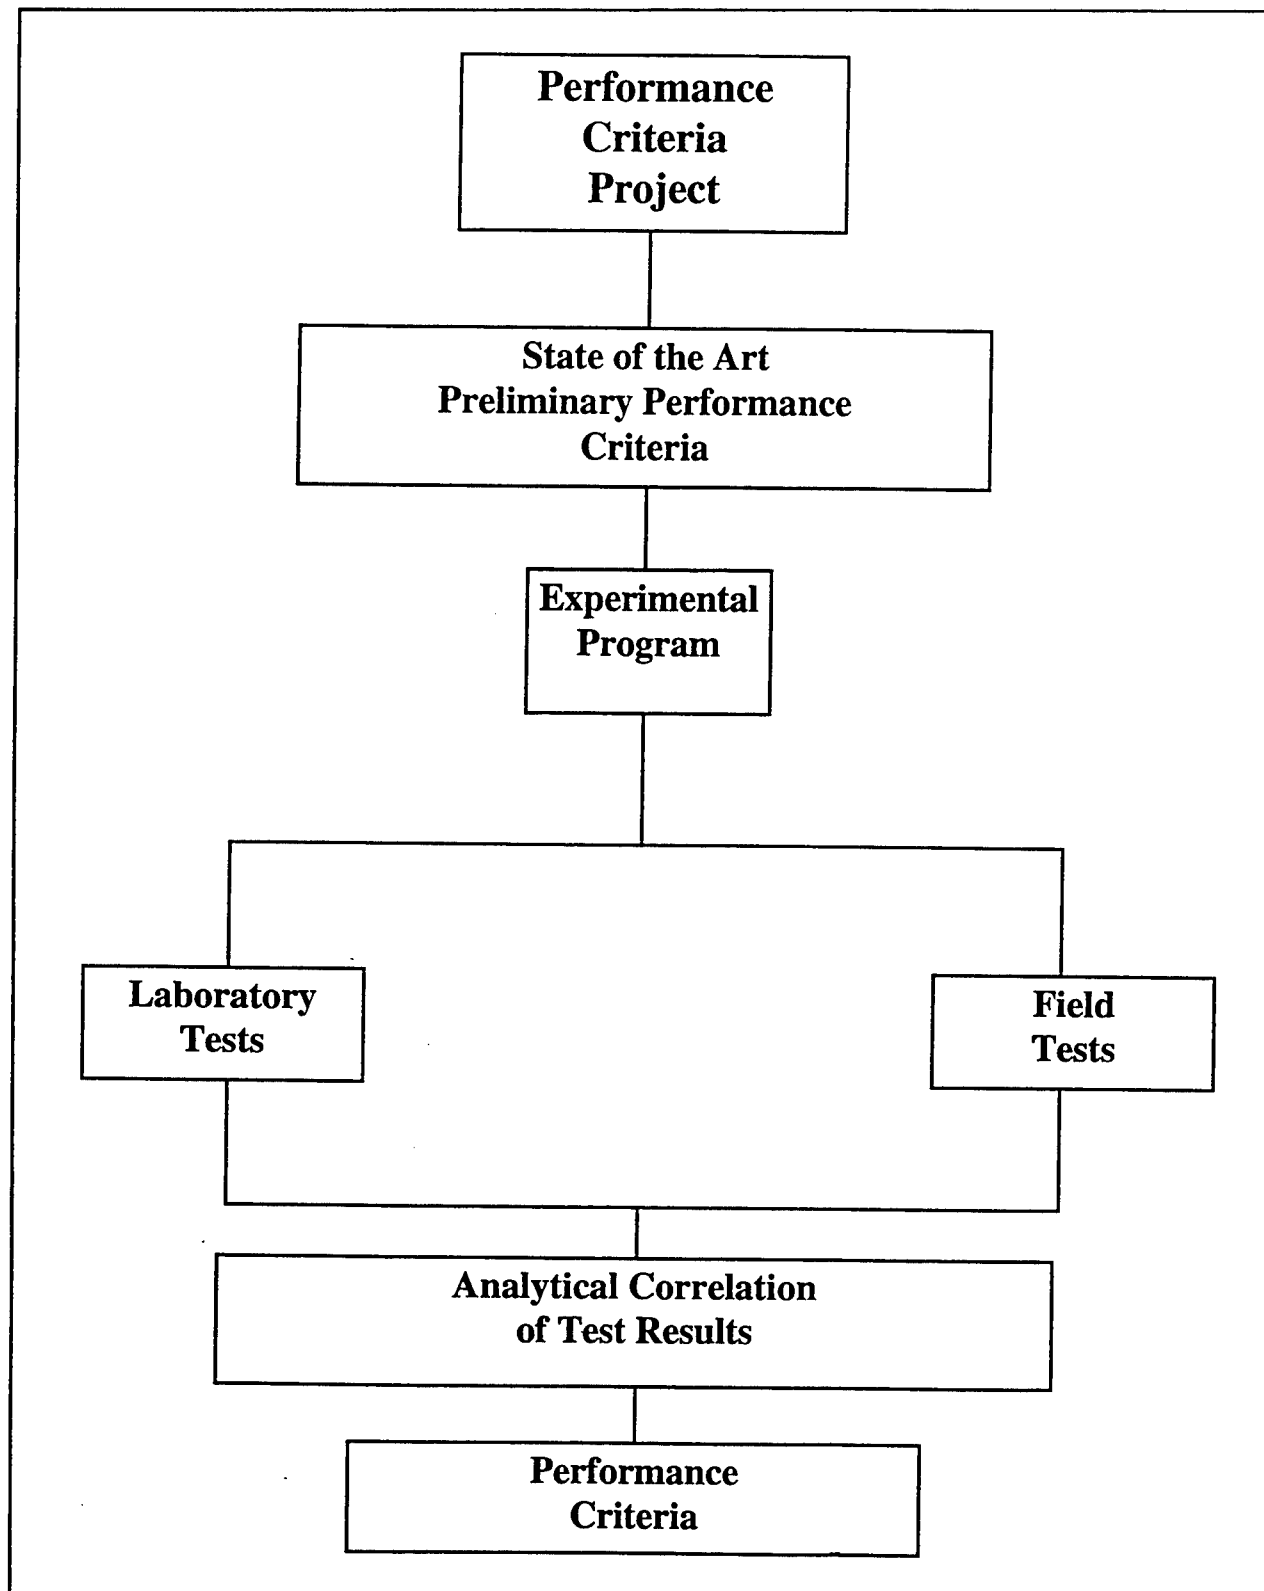 Performance
Criteria
Project
State of the Art
Preliminary Performance
Criteria
Experimental
Program
Laboratory
Tests
Field
Tests
Analytical Correlation
of Test Results
Performance
Criteria